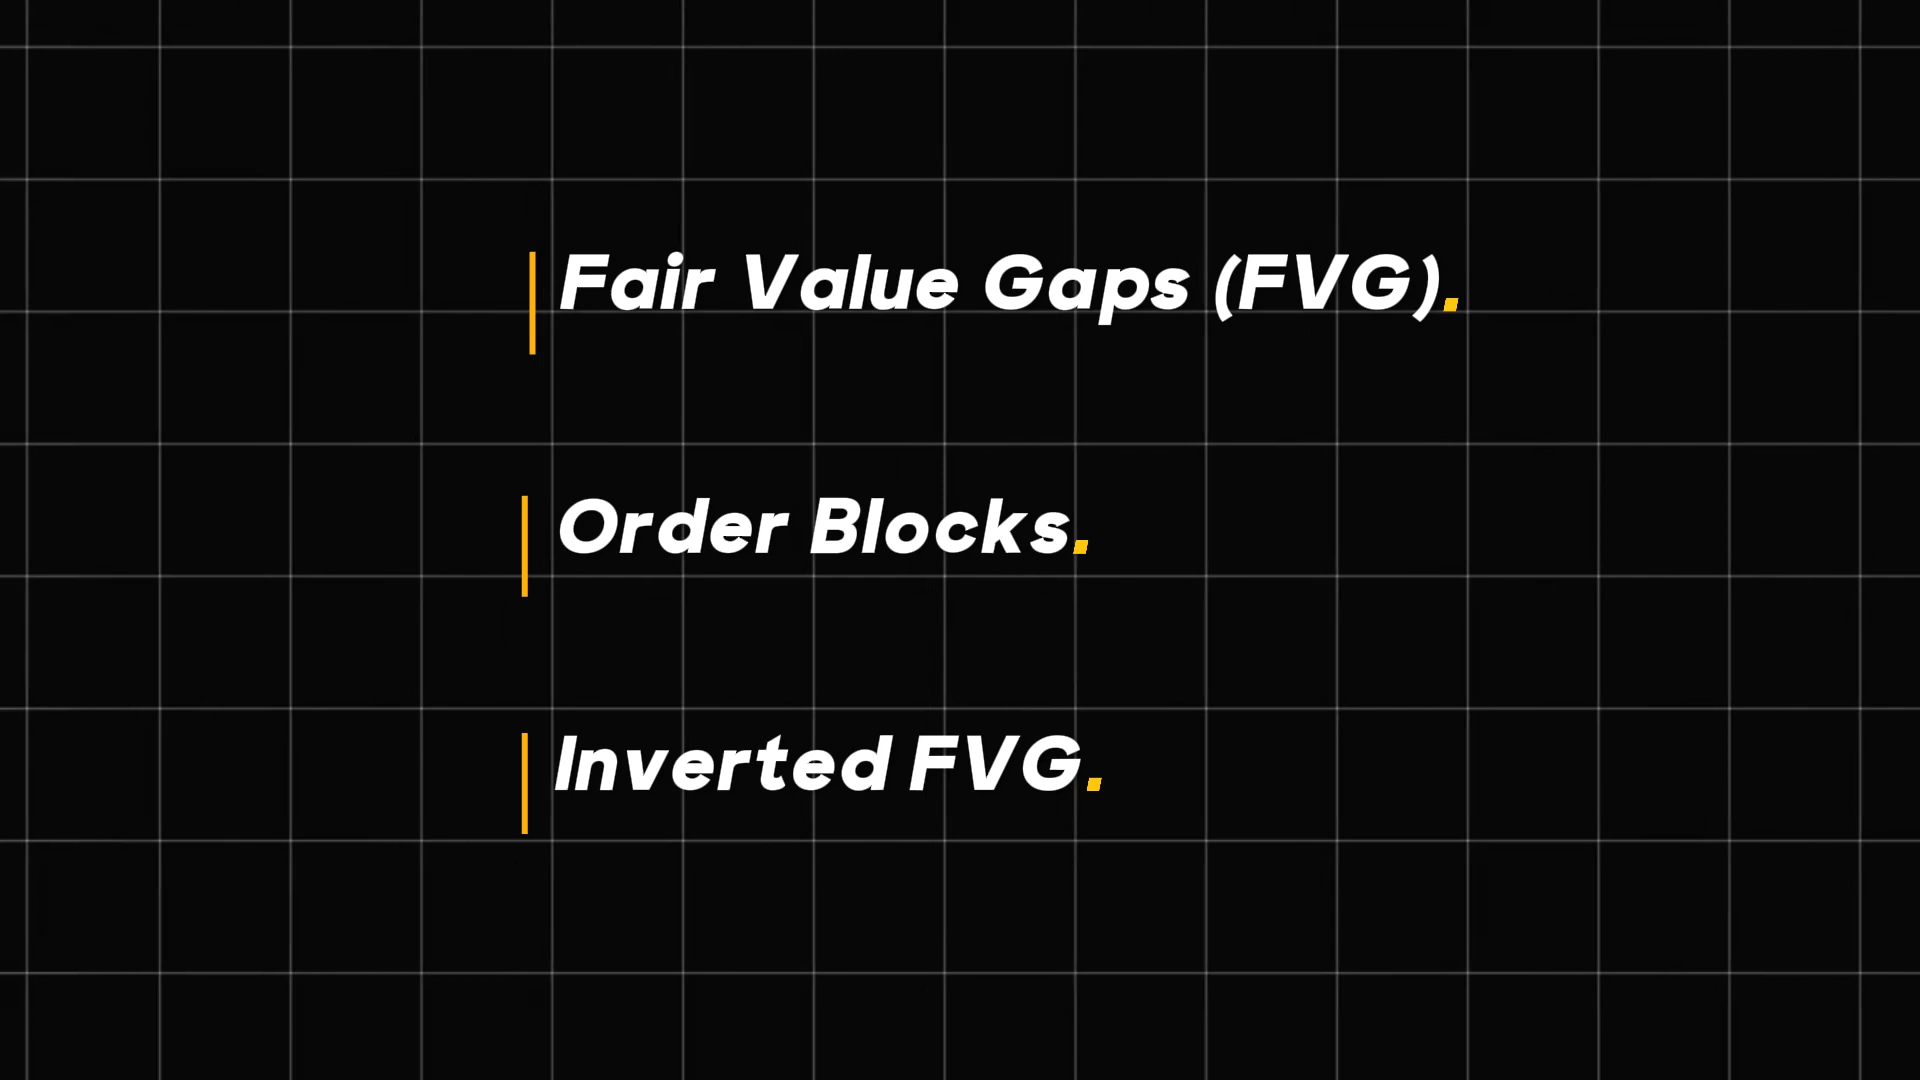 Fair Value Gaps (FVG).
Order Blocks.
Inverted FVG.